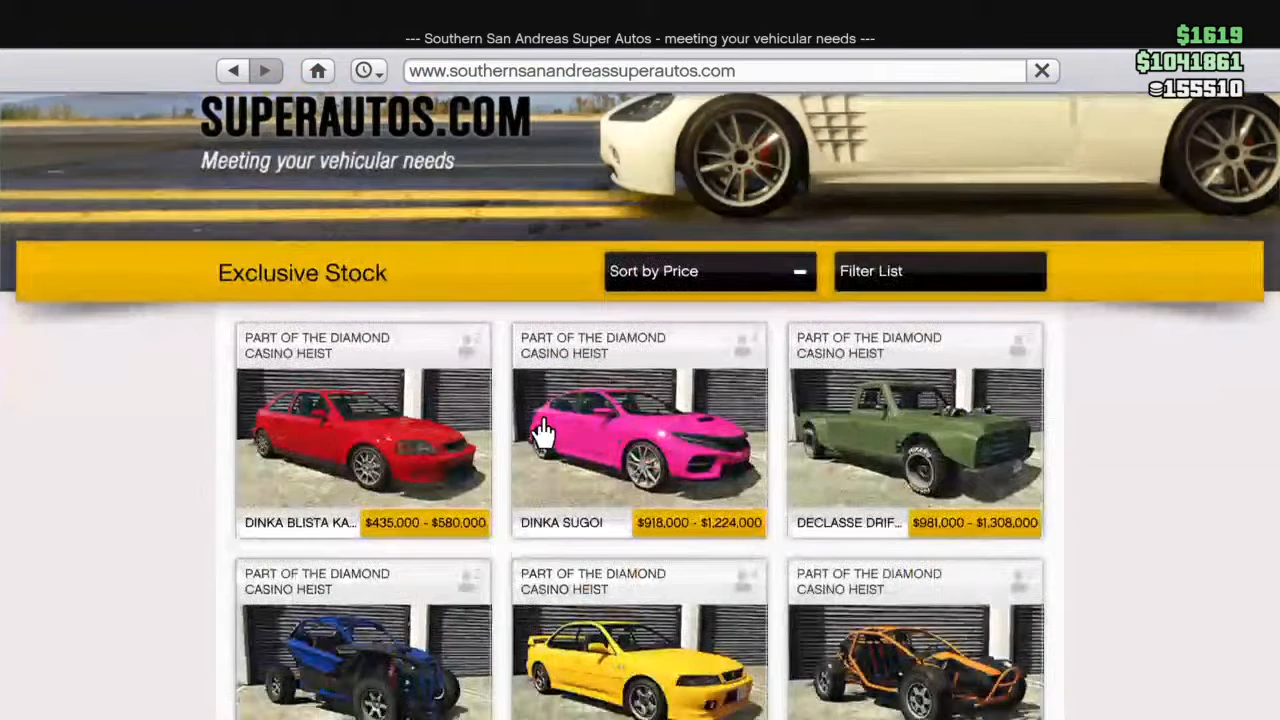 --- Southern San Andreas Super Autos - meeting your vehicular needs ---
$1619
$1041861
155510
www.southernsanandreassuperautos.com
SUPERAUTOS.COM
Meeting your vehicular needs
Exclusive Stock
Sort by Price
Filter List
PART OF THE DIAMOND
CASINO HEIST
DINKA BLISTA KA... $435,000 - $580,000
PART OF THE DIAMOND
CASINO HEIST
DINKA SUGOI $918,000 - $1,224,000
PART OF THE DIAMOND
CASINO HEIST
DECLASSE DRIF... $981,000 - $1,308,000
PART OF THE DIAMOND
CASINO HEIST
PART OF THE DIAMOND
CASINO HEIST
PART OF THE DIAMOND
CASINO HEIST